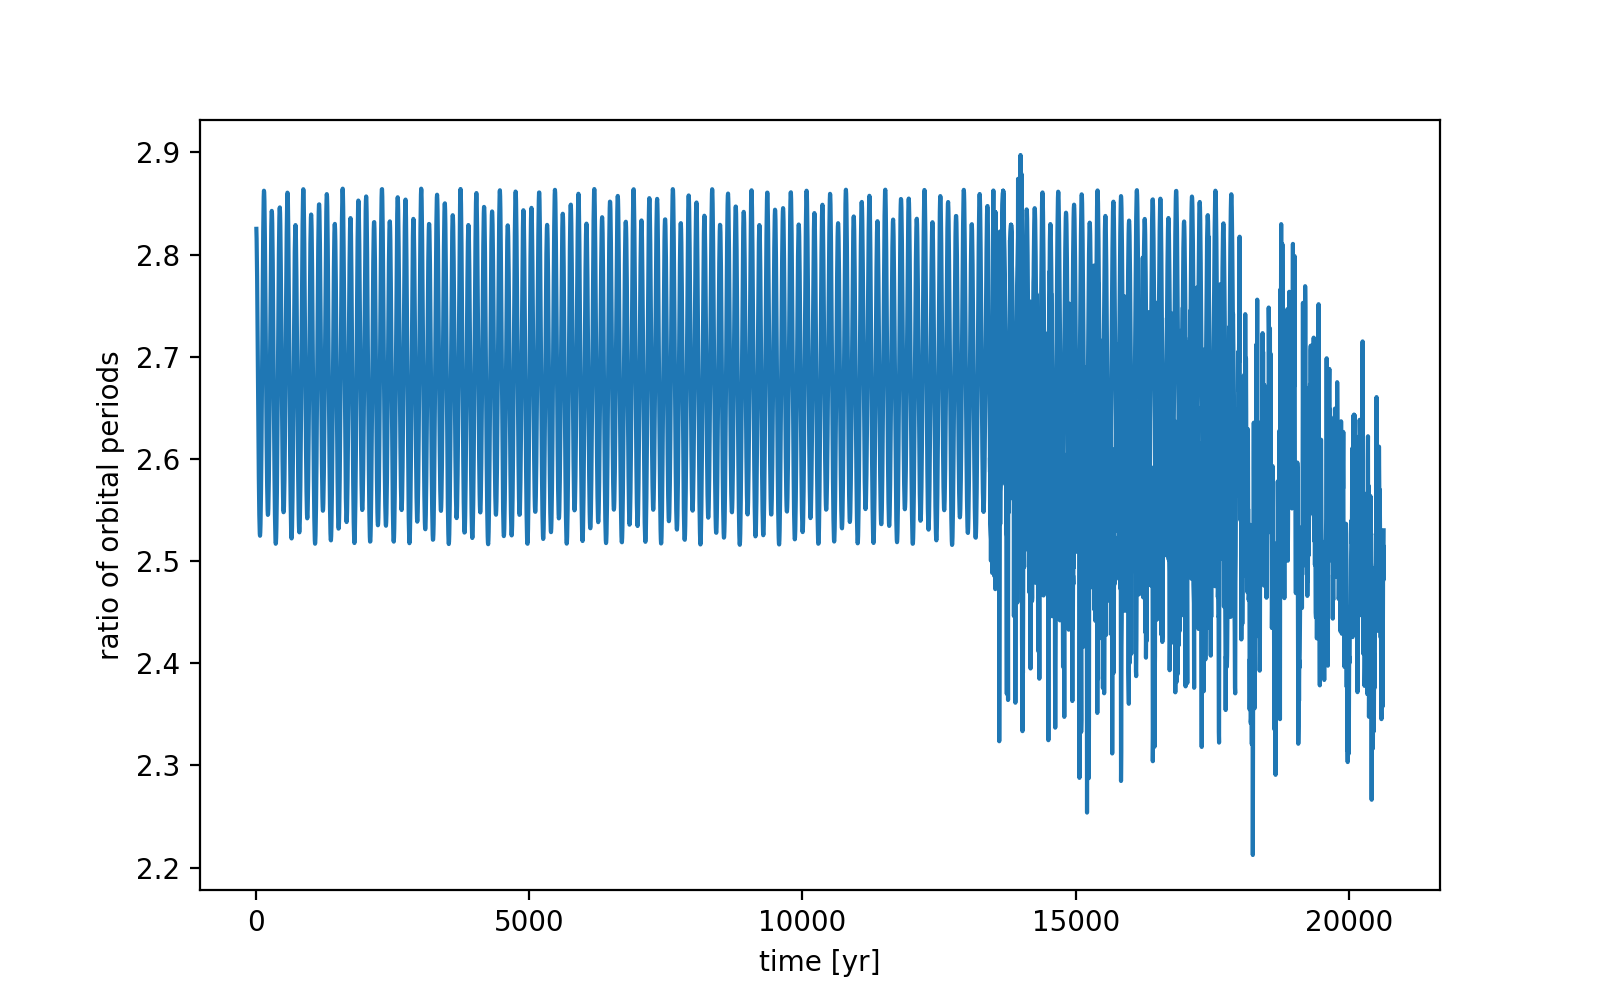 2.9
2.8
2.7
2.6
2.5
2.4
2.3
2.2
ratio of orbital periods
0 5000 10000 15000 20000
time [yr]